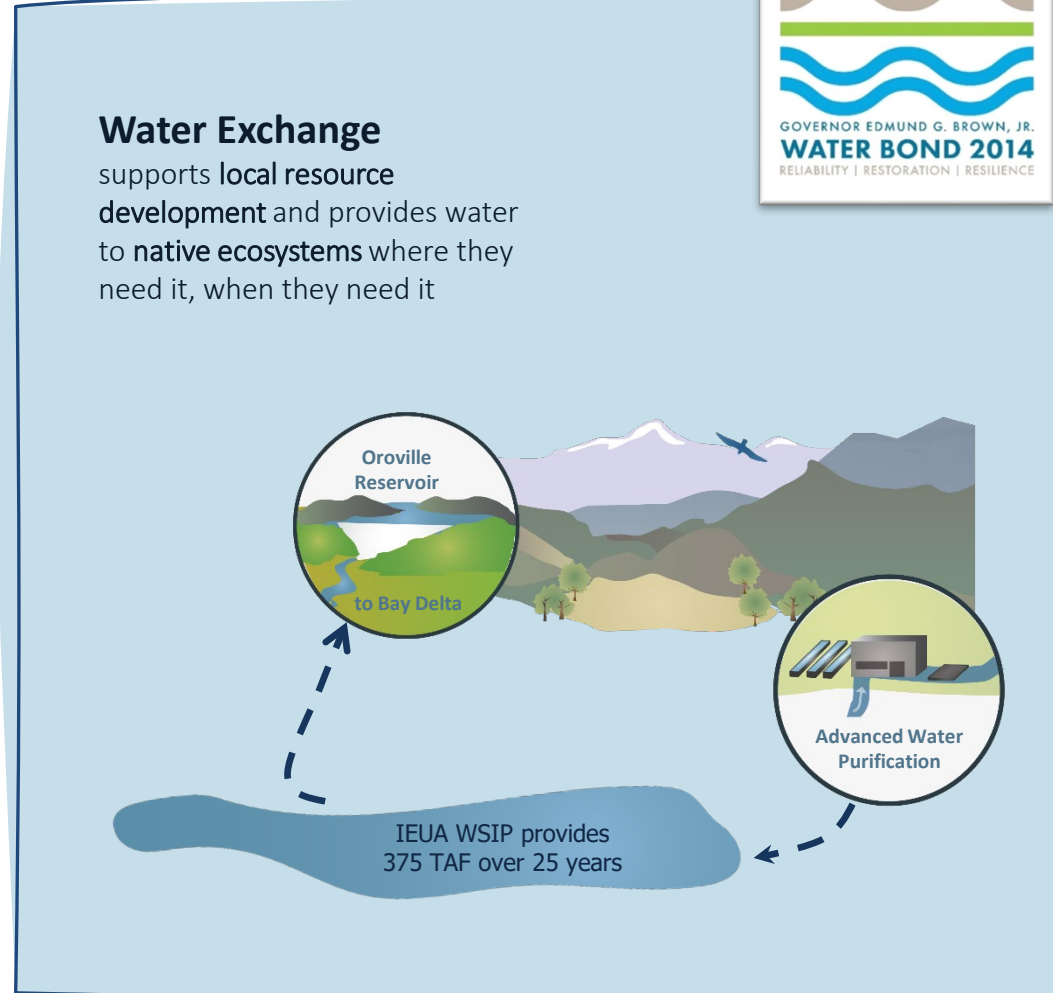 GOVERNOR EDMUND G. BROWN, JR.
WATER BOND 2014
RELIABILITY | RESTORATION | RESILIENCE
Water Exchange
supports local resource
development and provides water
to native ecosystems where they
need it, when they need it
Oroville
Reservoir
to Bay Delta
Advanced Water
Purification
IEUA WSIP provides
375 TAF over 25 years